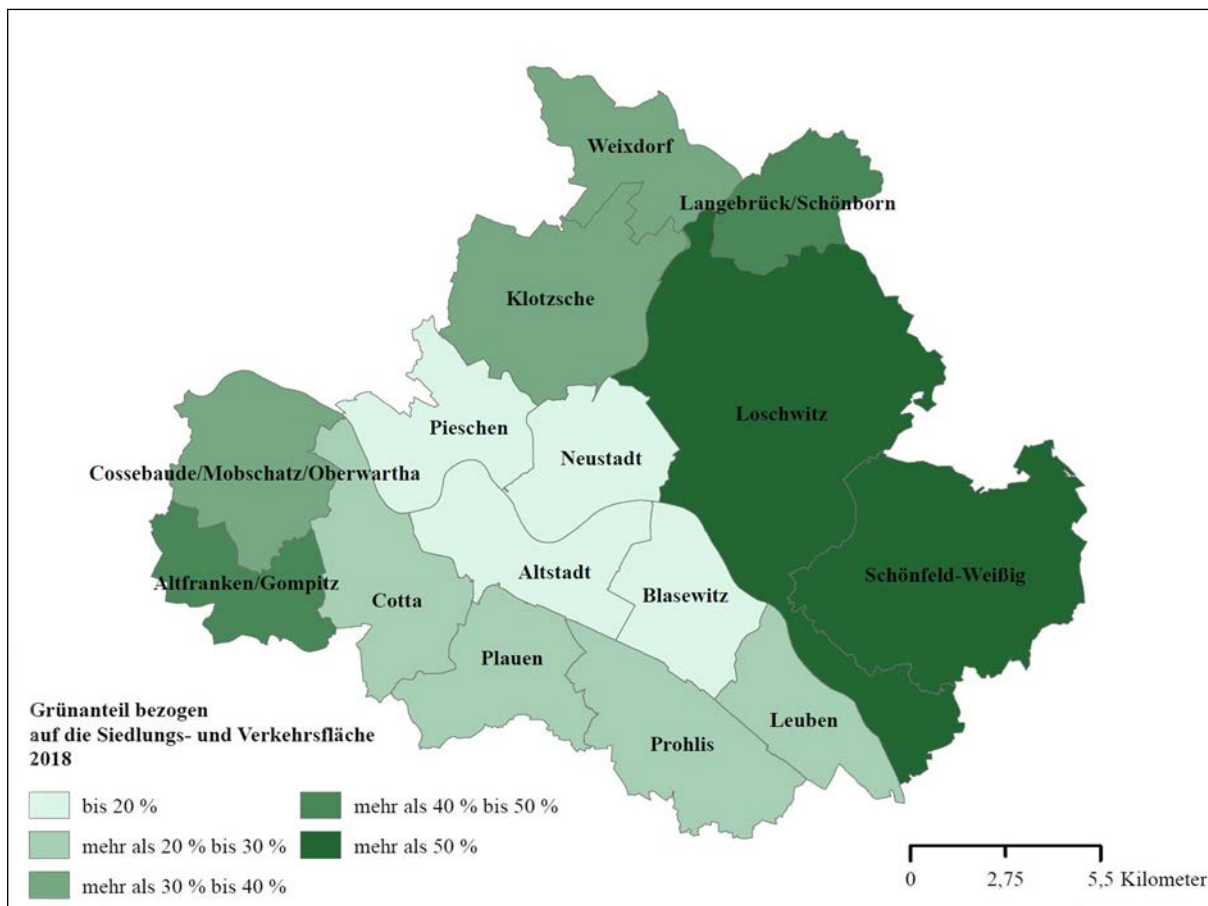 Weixdorf
Langebrück/Schönborn
Klotzsche
Loschwitz
Pieschen
Neustadt
Cossebaude/Mobschatz/Oberwartha
Altstadt
Schönfeld-Weißig
Altfranken/Gompitz
Blasewitz
Cotta
Plauen
Leuben
Prohlis
Grünanteil bezogen
auf die Siedlungs- und Verkehrsfläche
2018
bis 20 %
mehr als 20 % bis 30 %
mehr als 30 % bis 40 %
mehr als 40 % bis 50 %
mehr als 50 %
0 2,75 5,5 Kilometer